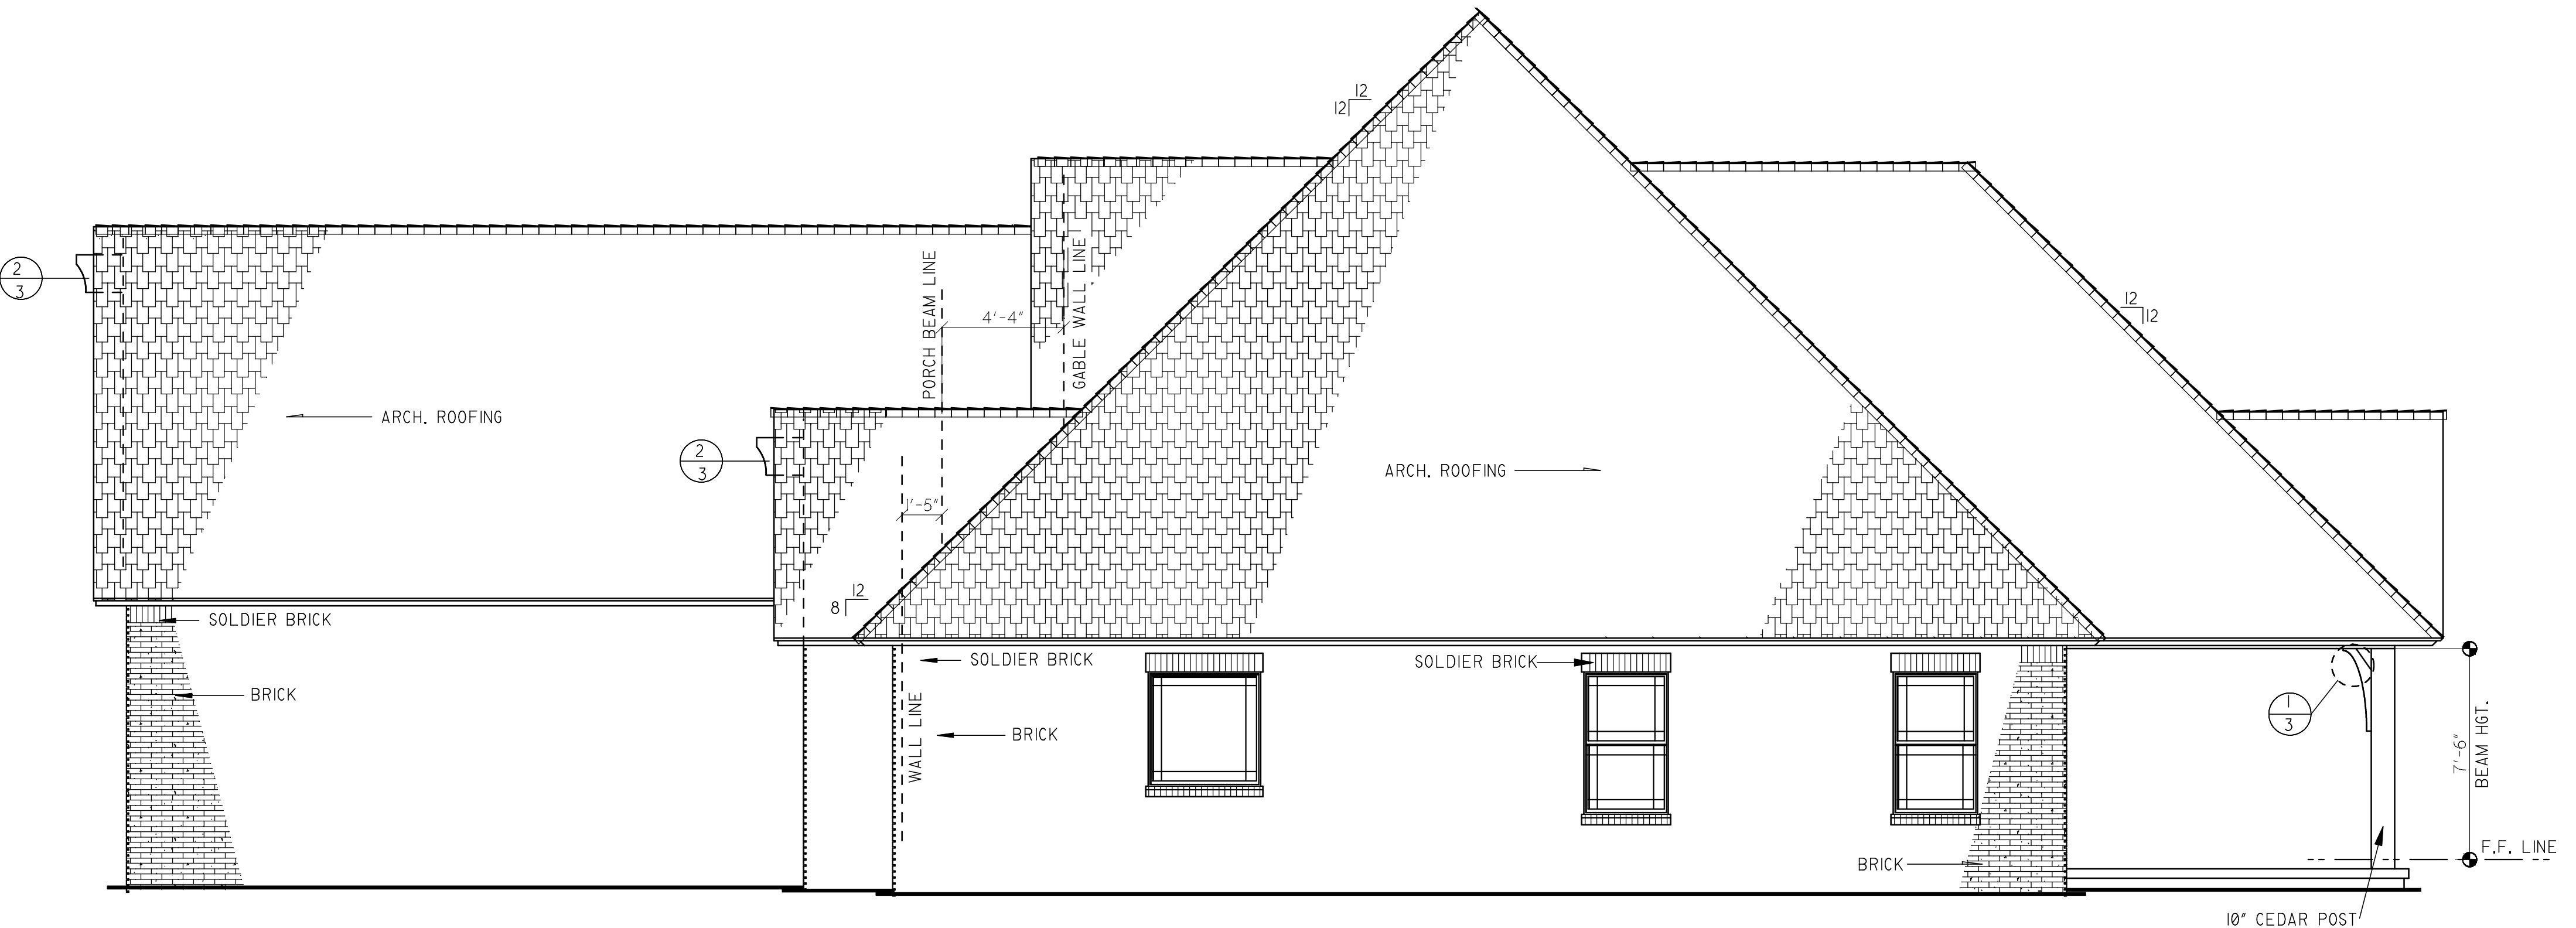 12
12
2
3
PORCH BEAM LINE
GABLE WALL LINE
4'-4"
12
12
ARCH. ROOFING
2
3
ARCH. ROOFING
1'-5"
12
8
SOLDIER BRICK
SOLDIER BRICK
SOLDIER BRICK
BRICK
WALL LINE
BRICK
1
3
7'-6"
BEAM HGT.
F.F. LINE
BRICK
10" CEDAR POST